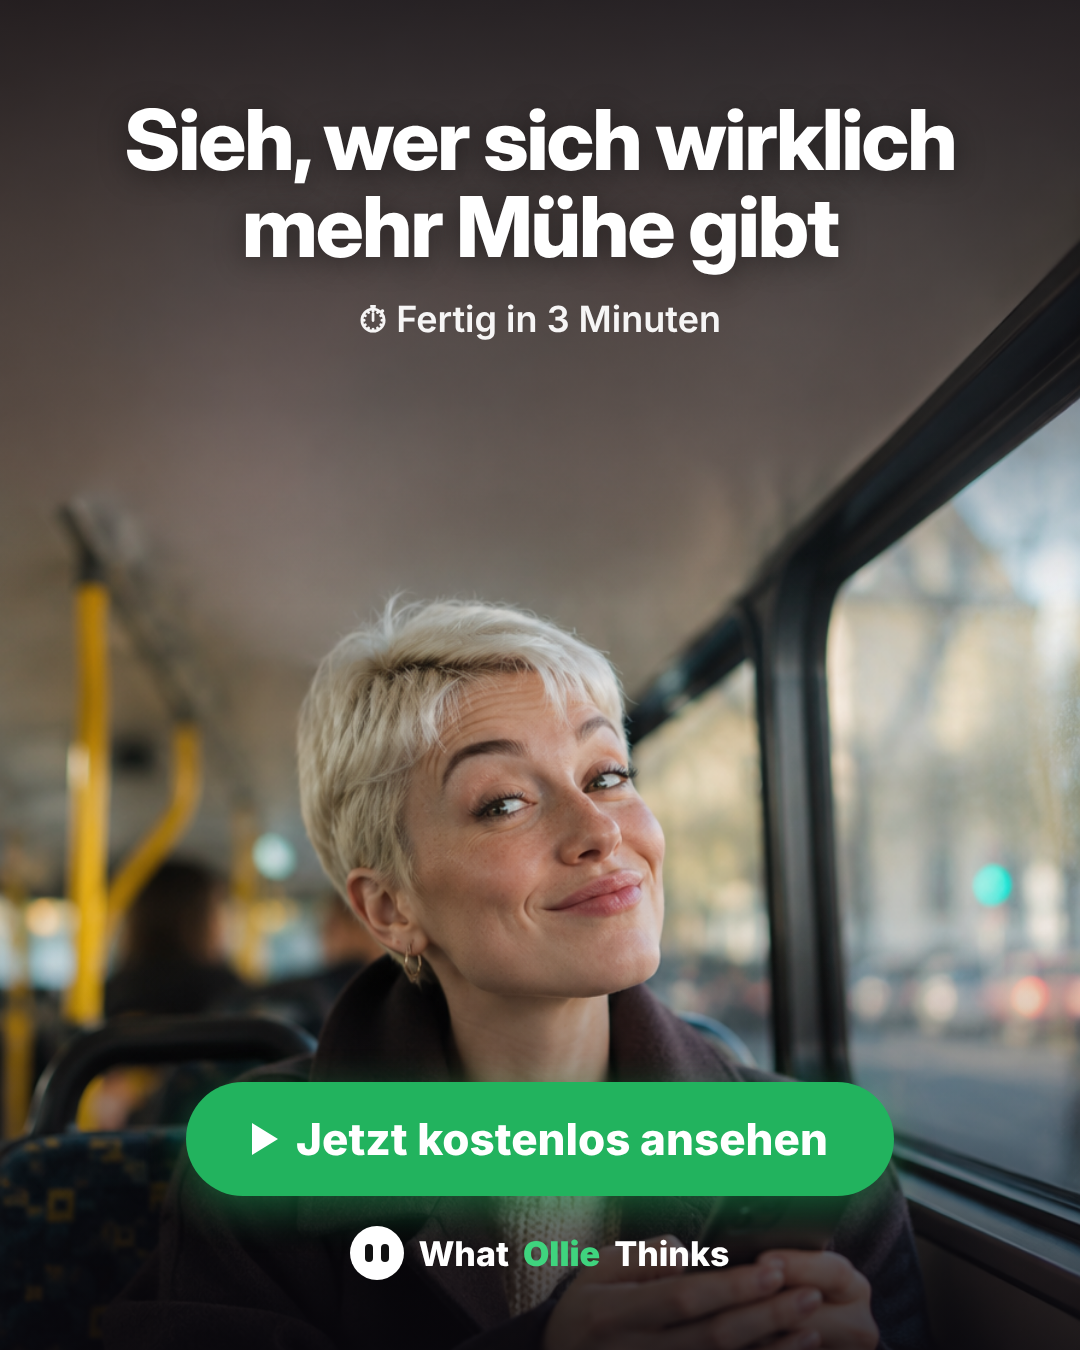 Sieh, wer sich wirklich
mehr Mühe gibt
⏱ Fertig in 3 Minuten
▶ Jetzt kostenlos ansehen
What Ollie Thinks